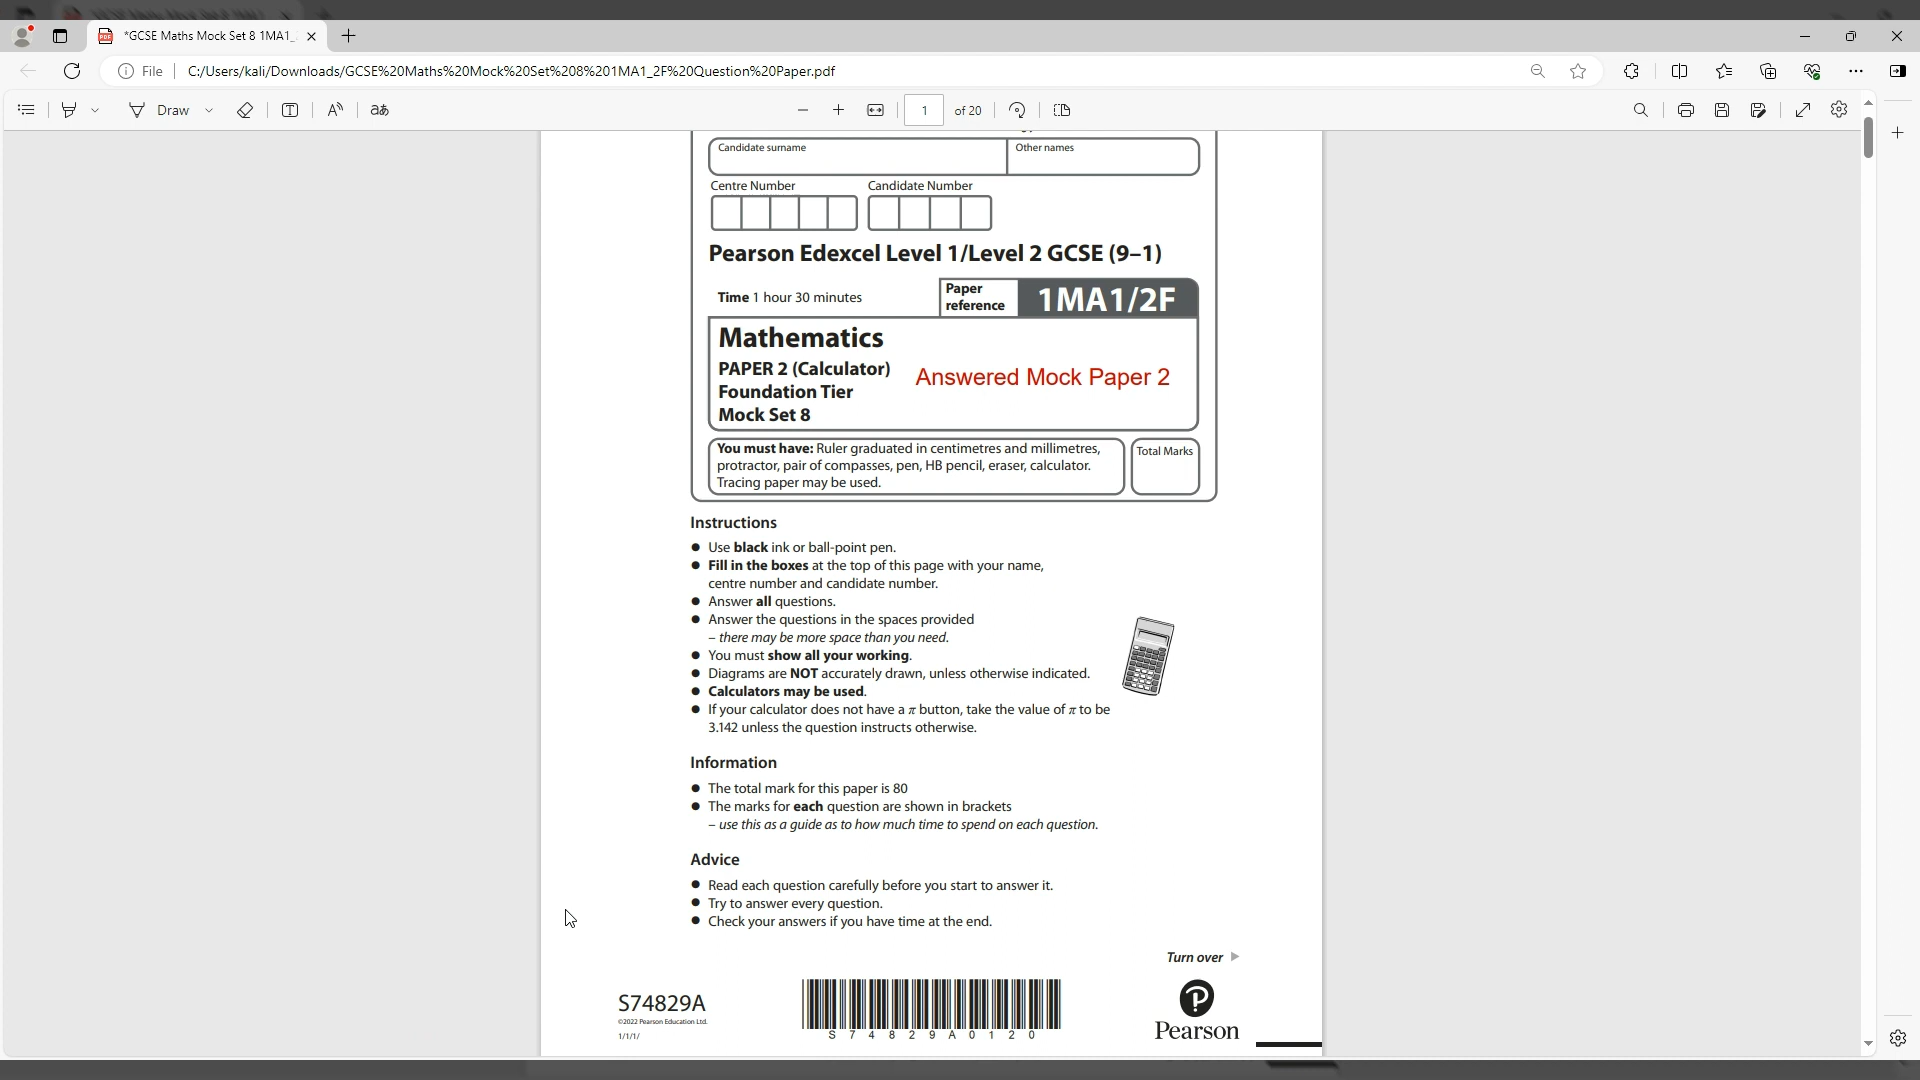 *GCSE Maths Mock Set 8 1MA1_
File
C:/Users/kali/Downloads/GCSE%20Maths%20Mock%20Set%208%201MA1_2F%20Question%20Paper.pdf
Draw
1 of 20
Candidate surname
Other names
Centre Number
Candidate Number
Pearson Edexcel Level 1/Level 2 GCSE (9–1)
Time 1 hour 30 minutes
Paper reference
1MA1/2F
Mathematics
PAPER 2 (Calculator)
Foundation Tier
Mock Set 8
Answered Mock Paper 2
You must have: Ruler graduated in centimetres and millimetres,
protractor, pair of compasses, pen, HB pencil, eraser, calculator.
Tracing paper may be used.
Total Marks
Instructions
● Use black ink or ball-point pen.
● Fill in the boxes at the top of this page with your name,
centre number and candidate number.
● Answer all questions.
● Answer the questions in the spaces provided
– there may be more space than you need.
● You must show all your working.
● Diagrams are NOT accurately drawn, unless otherwise indicated.
● Calculators may be used.
● If your calculator does not have a π button, take the value of π to be
3.142 unless the question instructs otherwise.
Information
● The total mark for this paper is 80
● The marks for each question are shown in brackets
– use this as a guide as to how much time to spend on each question.
Advice
● Read each question carefully before you start to answer it.
● Try to answer every question.
● Check your answers if you have time at the end.
Turn over
S74829A
©2022 Pearson Education Ltd.
1/1/1/
S 7 4 8 2 9 A 0 1 2 0
Pearson